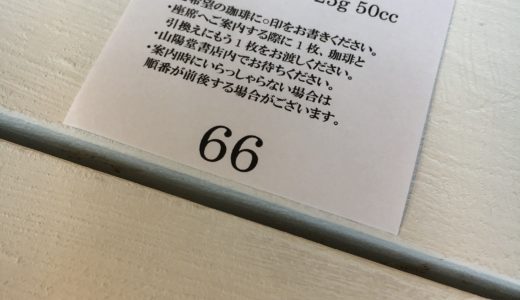 25g 50cc
希望の珈琲に○印をお書きください。
・座席へご案内する際に1枚、珈琲と
引換えにもう1枚をお渡しください。
・山陽堂書店内でお待ちください。
・案内時にいらっしゃらない場合は
順番が前後する場合がございます。
66